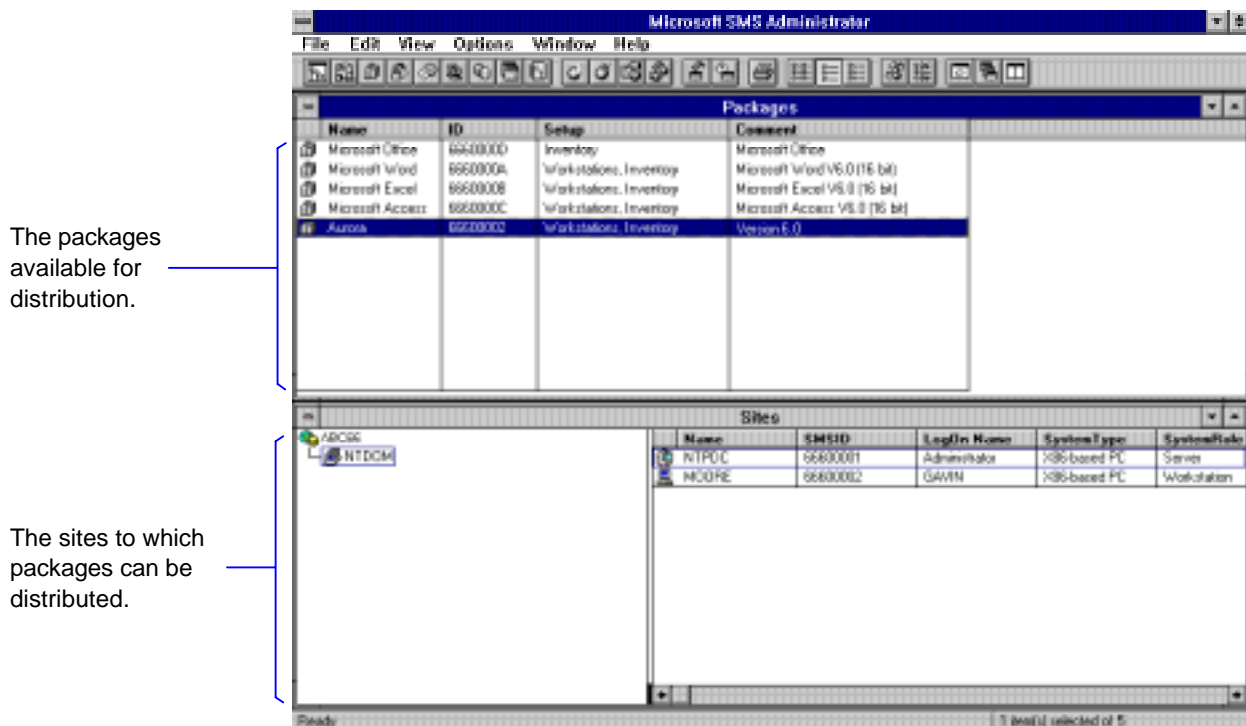 Microsoft SMS Administrator
File Edit View Options Window Help
Packages
Name ID Setup Comment
Microsoft Office 6660000D Inventory Microsoft Office
Microsoft Word 6660000A Workstations, Inventory Microsoft Word V6.0 (16 bit)
Microsoft Excel 6660000B Workstations, Inventory Microsoft Excel V6.0 (16 bit)
Microsoft Access 6660000C Workstations, Inventory Microsoft Access V6.0 (16 bit)
Aurora 66600002 Workstations, Inventory Version 6.0
The packages
available for
distribution.
Sites
NTDOM
Name SMSID LogOn Name SystemType SystemRole
NTPDC 66600001 Administrator X86-based PC Server
MOORE 66600002 GAVIN X86-based PC Workstation
The sites to which
packages can be
distributed.
Ready 1 item(s) selected of 5